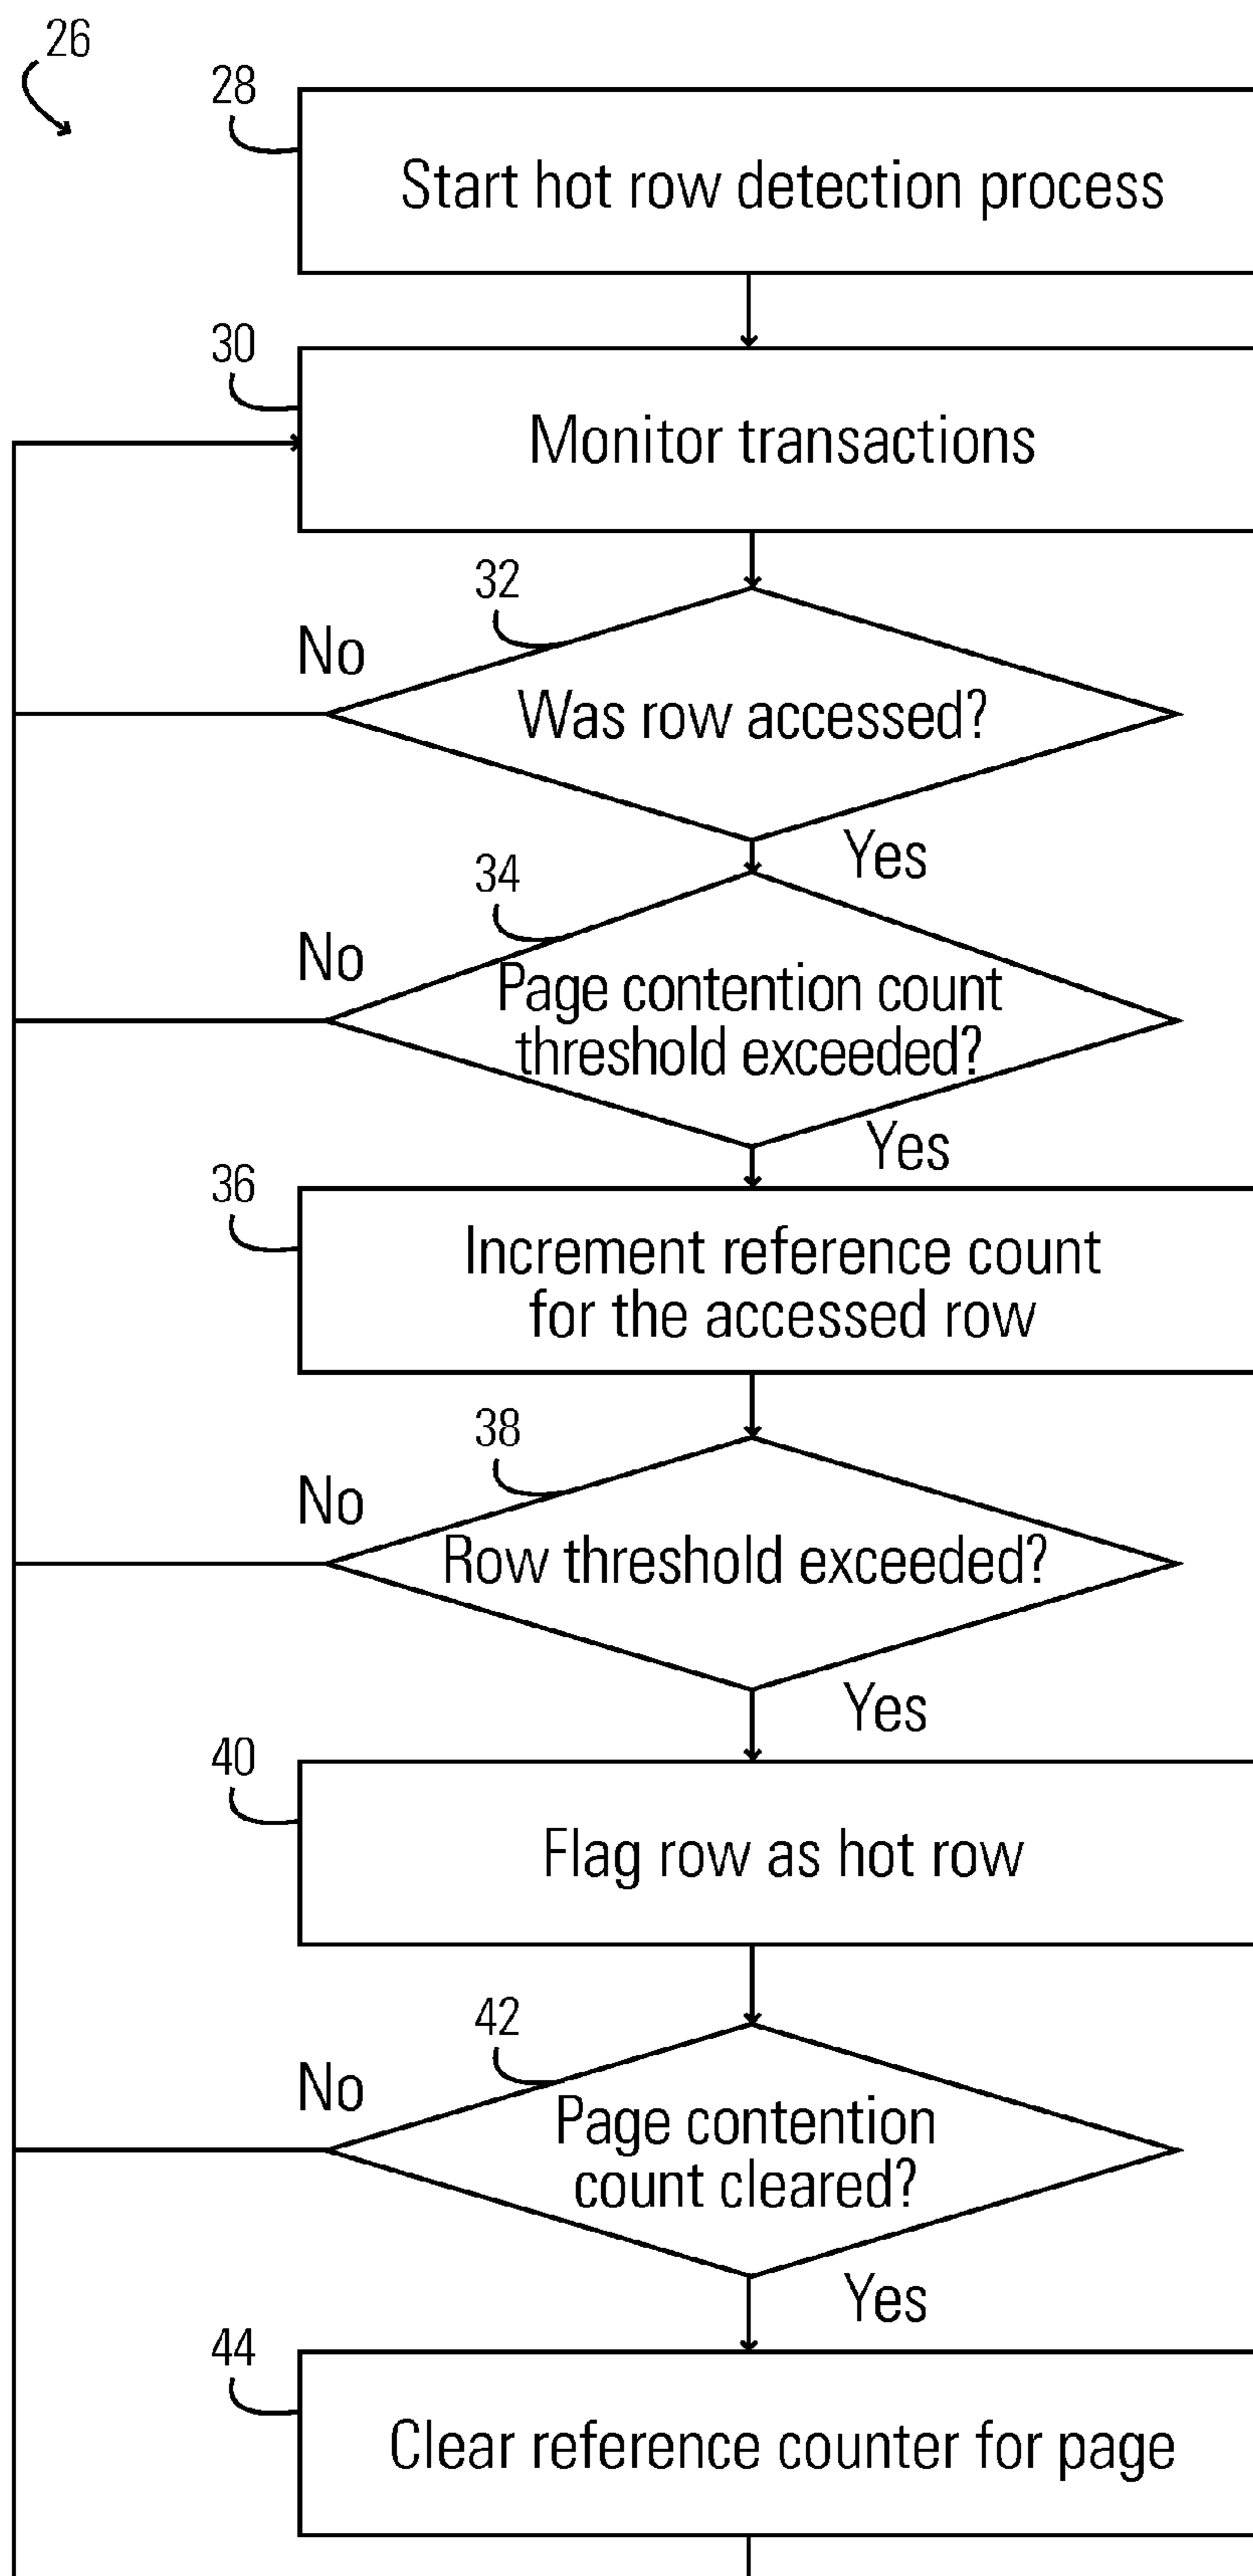 26
28
Start hot row detection process
30
Monitor transactions
32
No
Was row accessed?
Yes
34
No
Page contention count
threshold exceeded?
Yes
36
Increment reference count
for the accessed row
38
No
Row threshold exceeded?
Yes
40
Flag row as hot row
42
No
Page contention
count cleared?
Yes
44
Clear reference counter for page